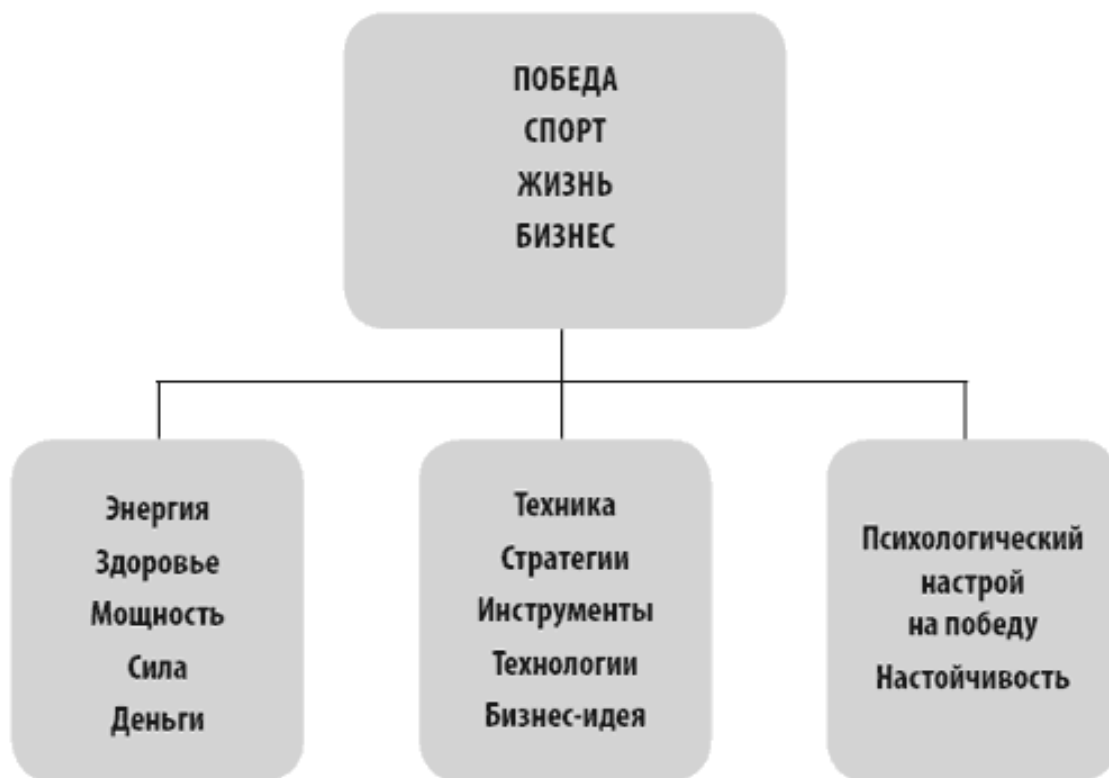 ПОБЕДА
СПОРТ
ЖИЗНЬ
БИЗНЕС
Энергия
Здоровье
Мощность
Сила
Деньги
Техника
Стратегии
Инструменты
Технологии
Бизнес-идея
Психологический
настрой
на победу
Настойчивость